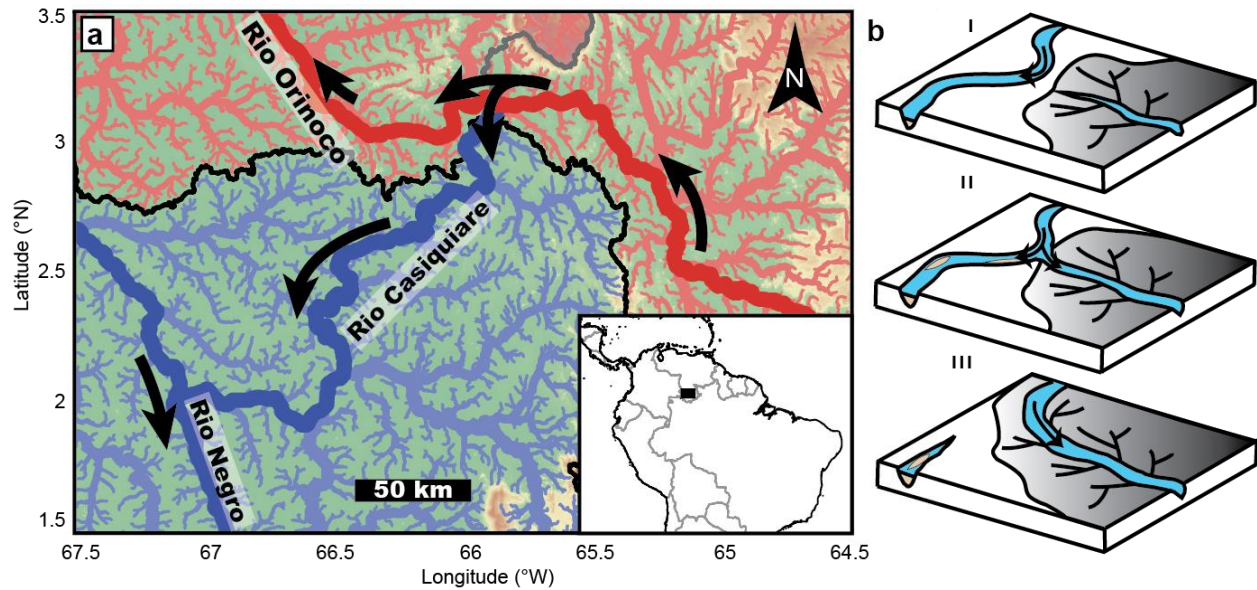 a
3.5
3
2.5
2
1.5
Latitude (°N)
Rio Orinoco
Rio Casiquiare
Rio Negro
N
50 km
67.5 67 66.5 66 65.5 65 64.5
Longitude (°W)
b
I
II
III